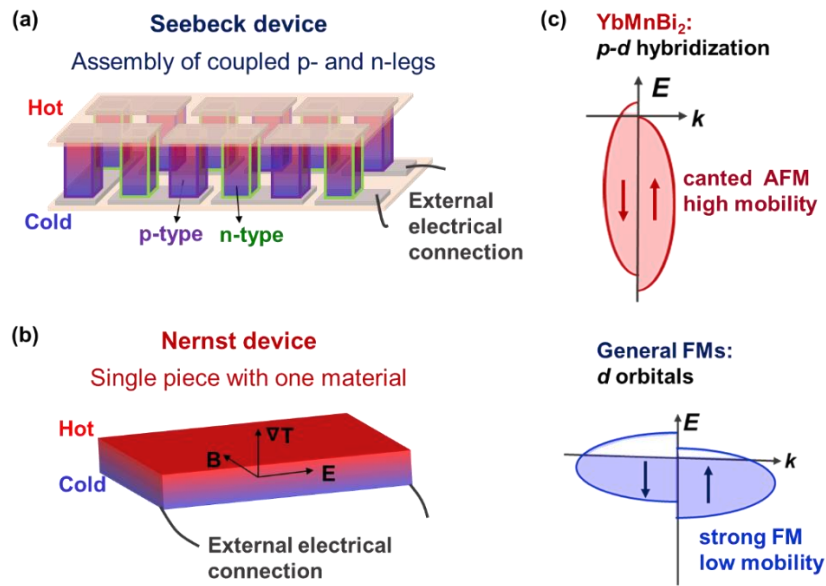 (a)
Seebeck device
Assembly of coupled p- and n-legs
Hot
Cold
p-type
n-type
External
electrical
connection
(b)
Nernst device
Single piece with one material
Hot
Cold
∇T
B
E
External electrical
connection
(c)
YbMnBi₂:
p-d hybridization
E
k
canted AFM
high mobility
General FMs:
d orbitals
E
k
strong FM
low mobility